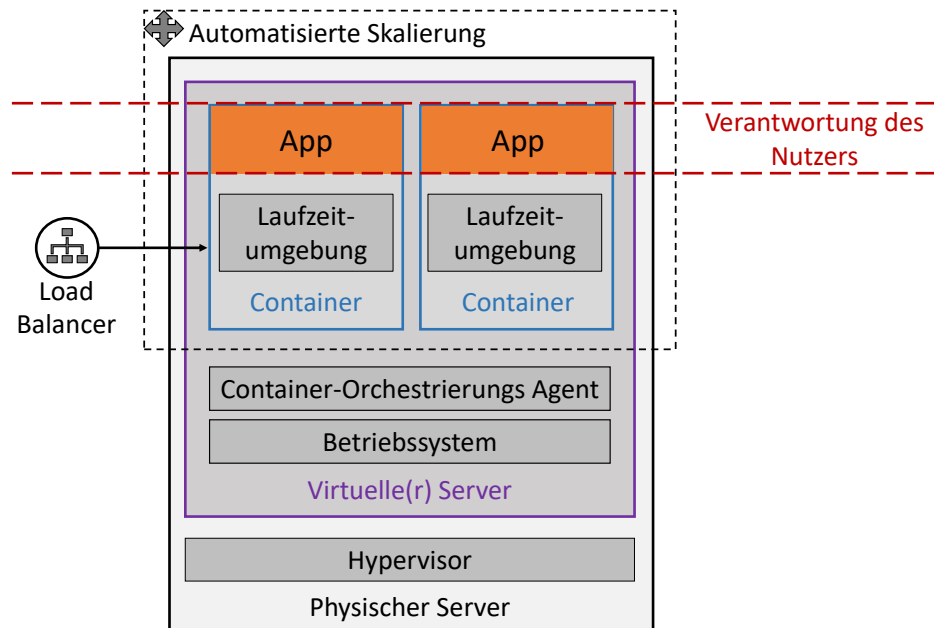 Automatisierte Skalierung
App
App
Verantwortung des
Nutzers
Laufzeit-
umgebung
Laufzeit-
umgebung
Load
Balancer
Container
Container
Container-Orchestrierungs Agent
Betriebssystem
Virtuelle(r) Server
Hypervisor
Physischer Server